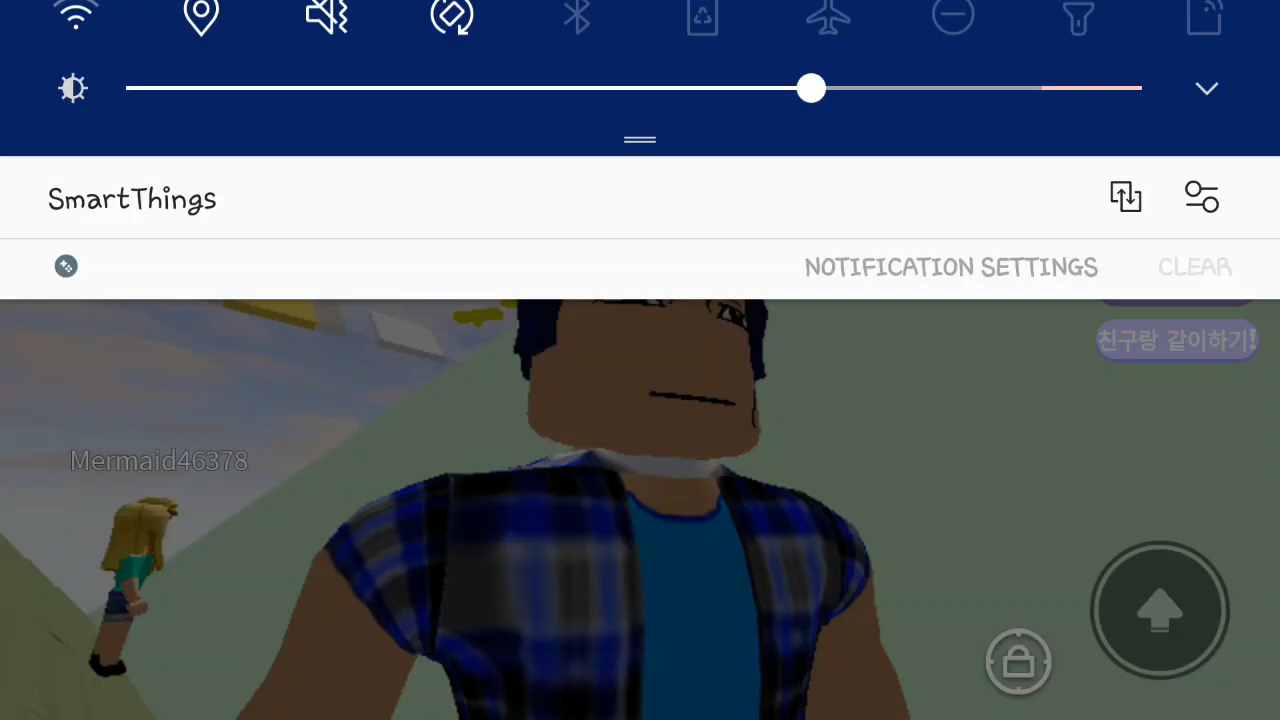 SmartThings
NOTIFICATION SETTINGS
CLEAR
친구랑 같이하기!
Mermaid46378